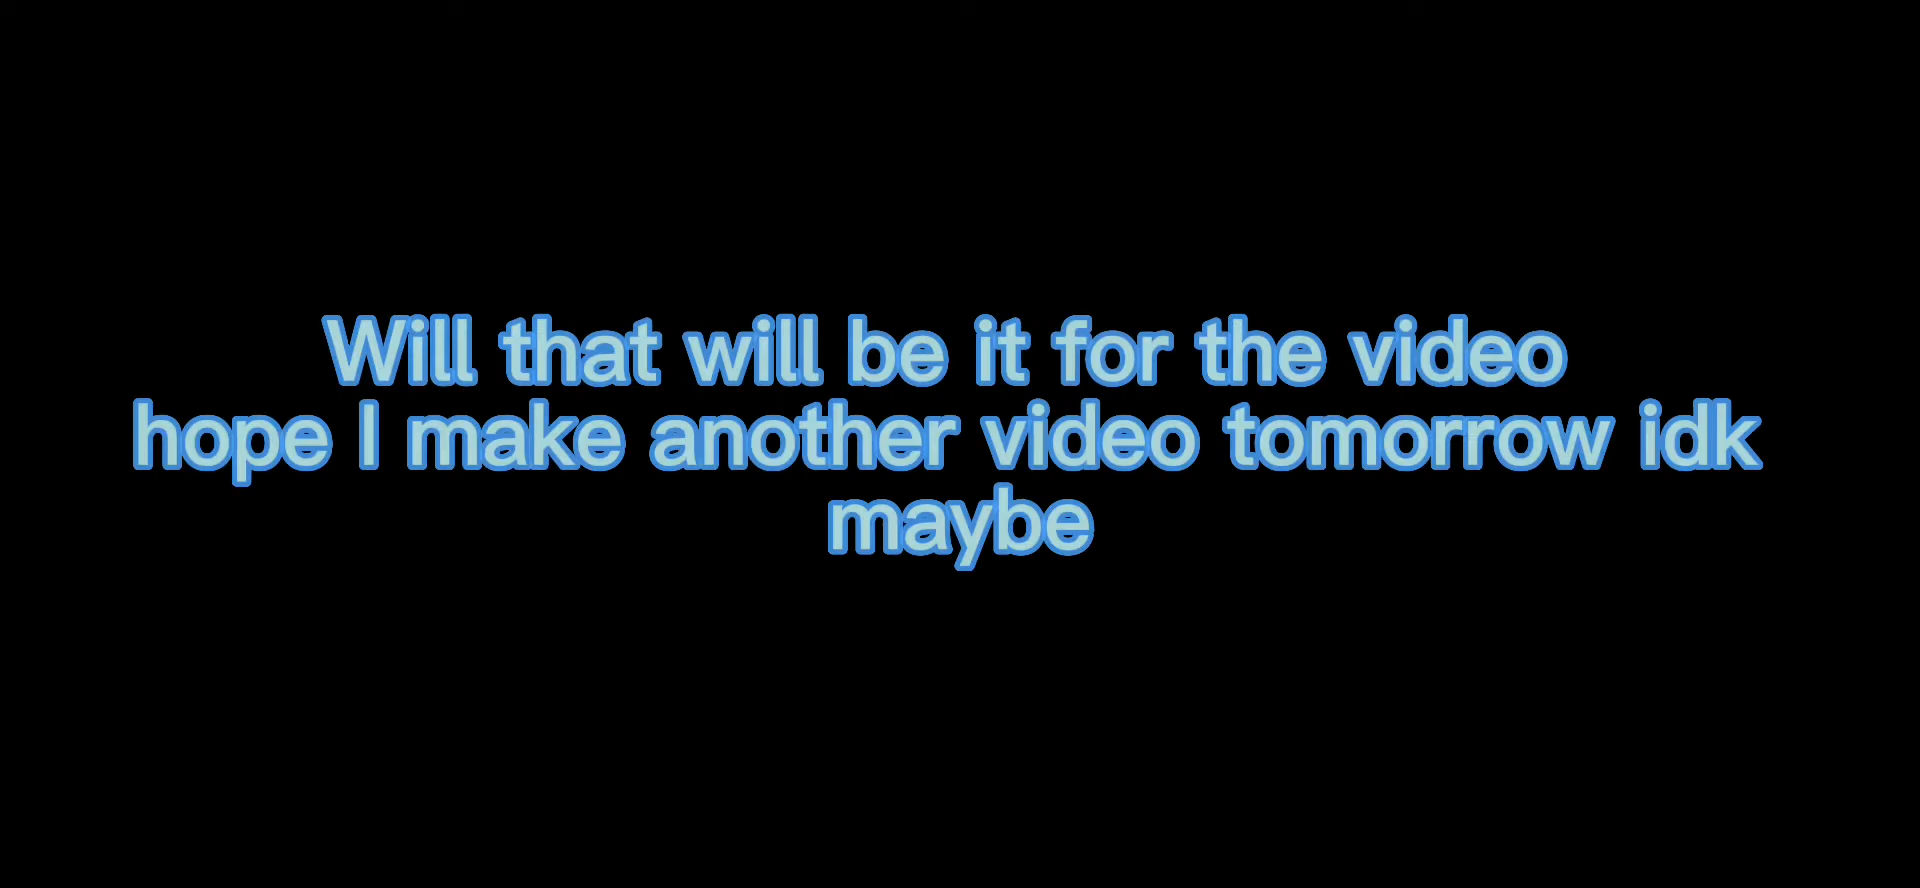 Will that will be it for the video
hope I make another video tomorrow idk
maybe